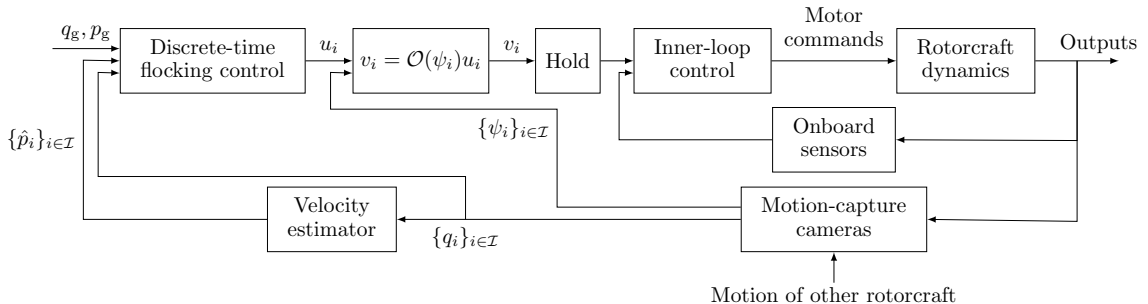 q_g, p_g
Discrete-time
flocking control
u_i
v_i = 𝒪(ψ_i)u_i
v_i
Hold
Inner-loop
control
Motor
commands
Rotorcraft
dynamics
Outputs
{p̂_i}_{i∈ℐ}
{ψ_i}_{i∈ℐ}
Onboard
sensors
Velocity
estimator
{q_i}_{i∈ℐ}
Motion-capture
cameras
Motion of other rotorcraft